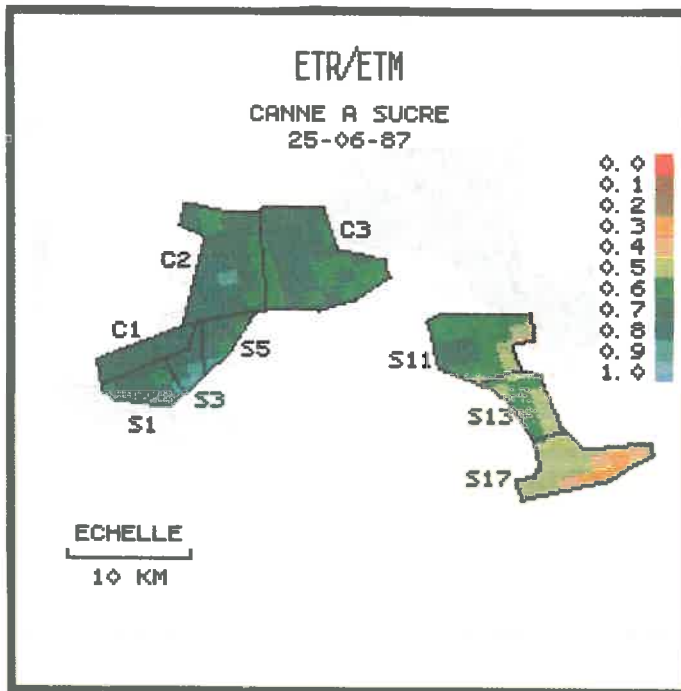 ETR/ETM
CANNE A SUCRE
25-06-87
0. 0
0. 1
0. 2
0. 3
0. 4
0. 5
0. 6
0. 7
0. 8
0. 9
1. 0
C3
C2
C1
S5
S3
S1
S11
S13
S17
ECHELLE
10 KM